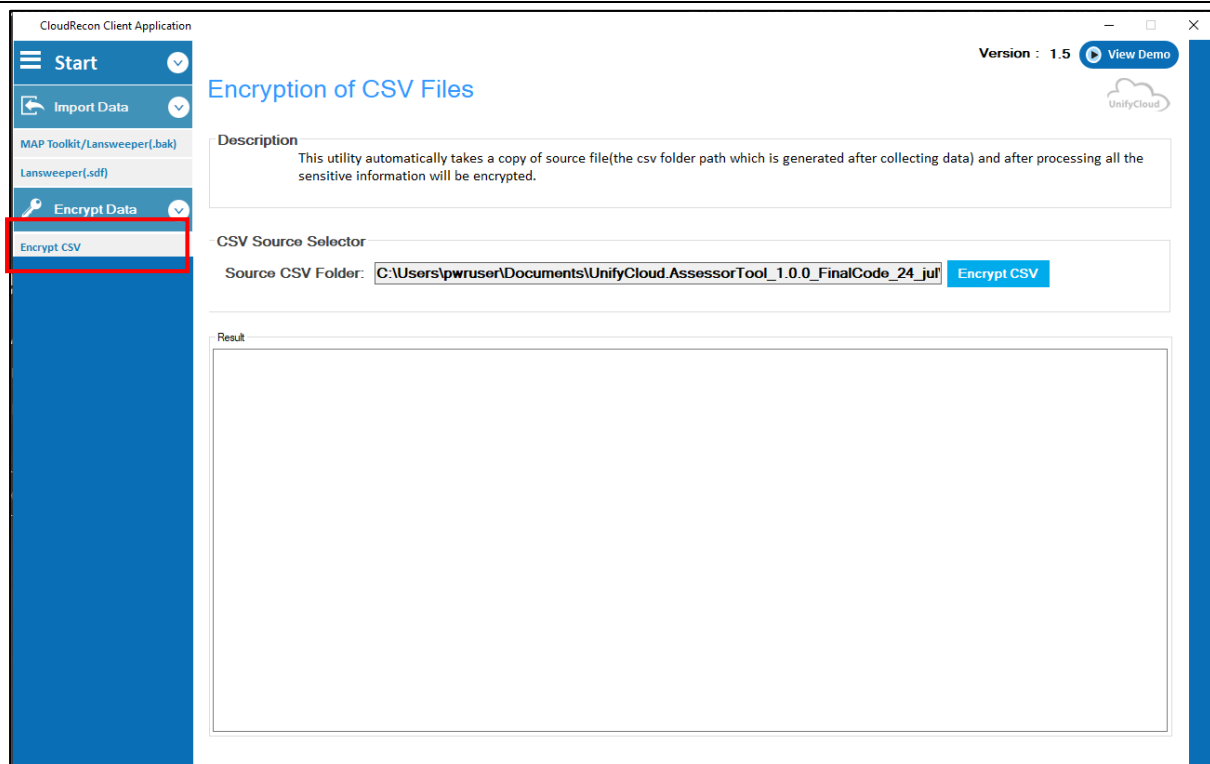 CloudRecon Client Application
Start
Version : 1.5
View Demo
Import Data
MAP Toolkit/Lansweeper(.bak)
Lansweeper(.sdf)
Encrypt Data
Encrypt CSV
Encryption of CSV Files
UnifyCloud
Description
This utility automatically takes a copy of source file(the csv folder path which is generated after collecting data) and after processing all the
sensitive information will be encrypted.
CSV Source Selector
Source CSV Folder: C:\Users\pwruser\Documents\UnifyCloud.AssessorTool_1.0.0_FinalCode_24_jul\ Encrypt CSV
Result